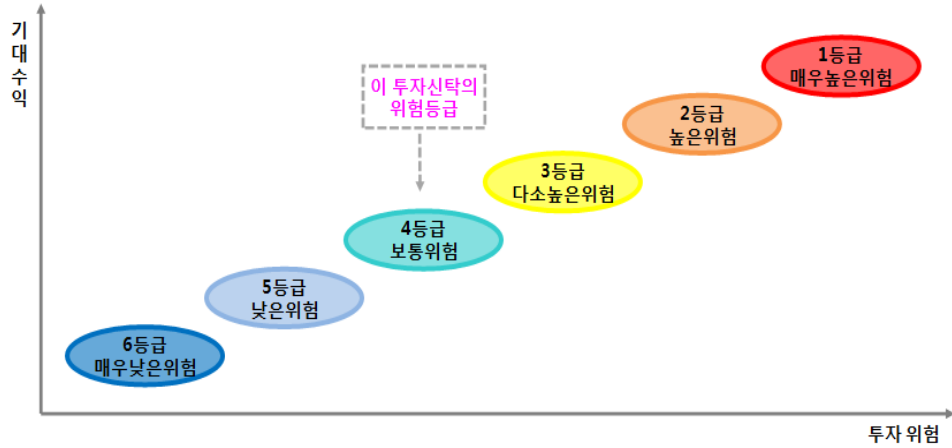 기
대
수
익
1등급
매우높은위험
이 투자신탁의
위험등급
2등급
높은위험
3등급
다소높은위험
4등급
보통위험
5등급
낮은위험
6등급
매우낮은위험
투자 위험